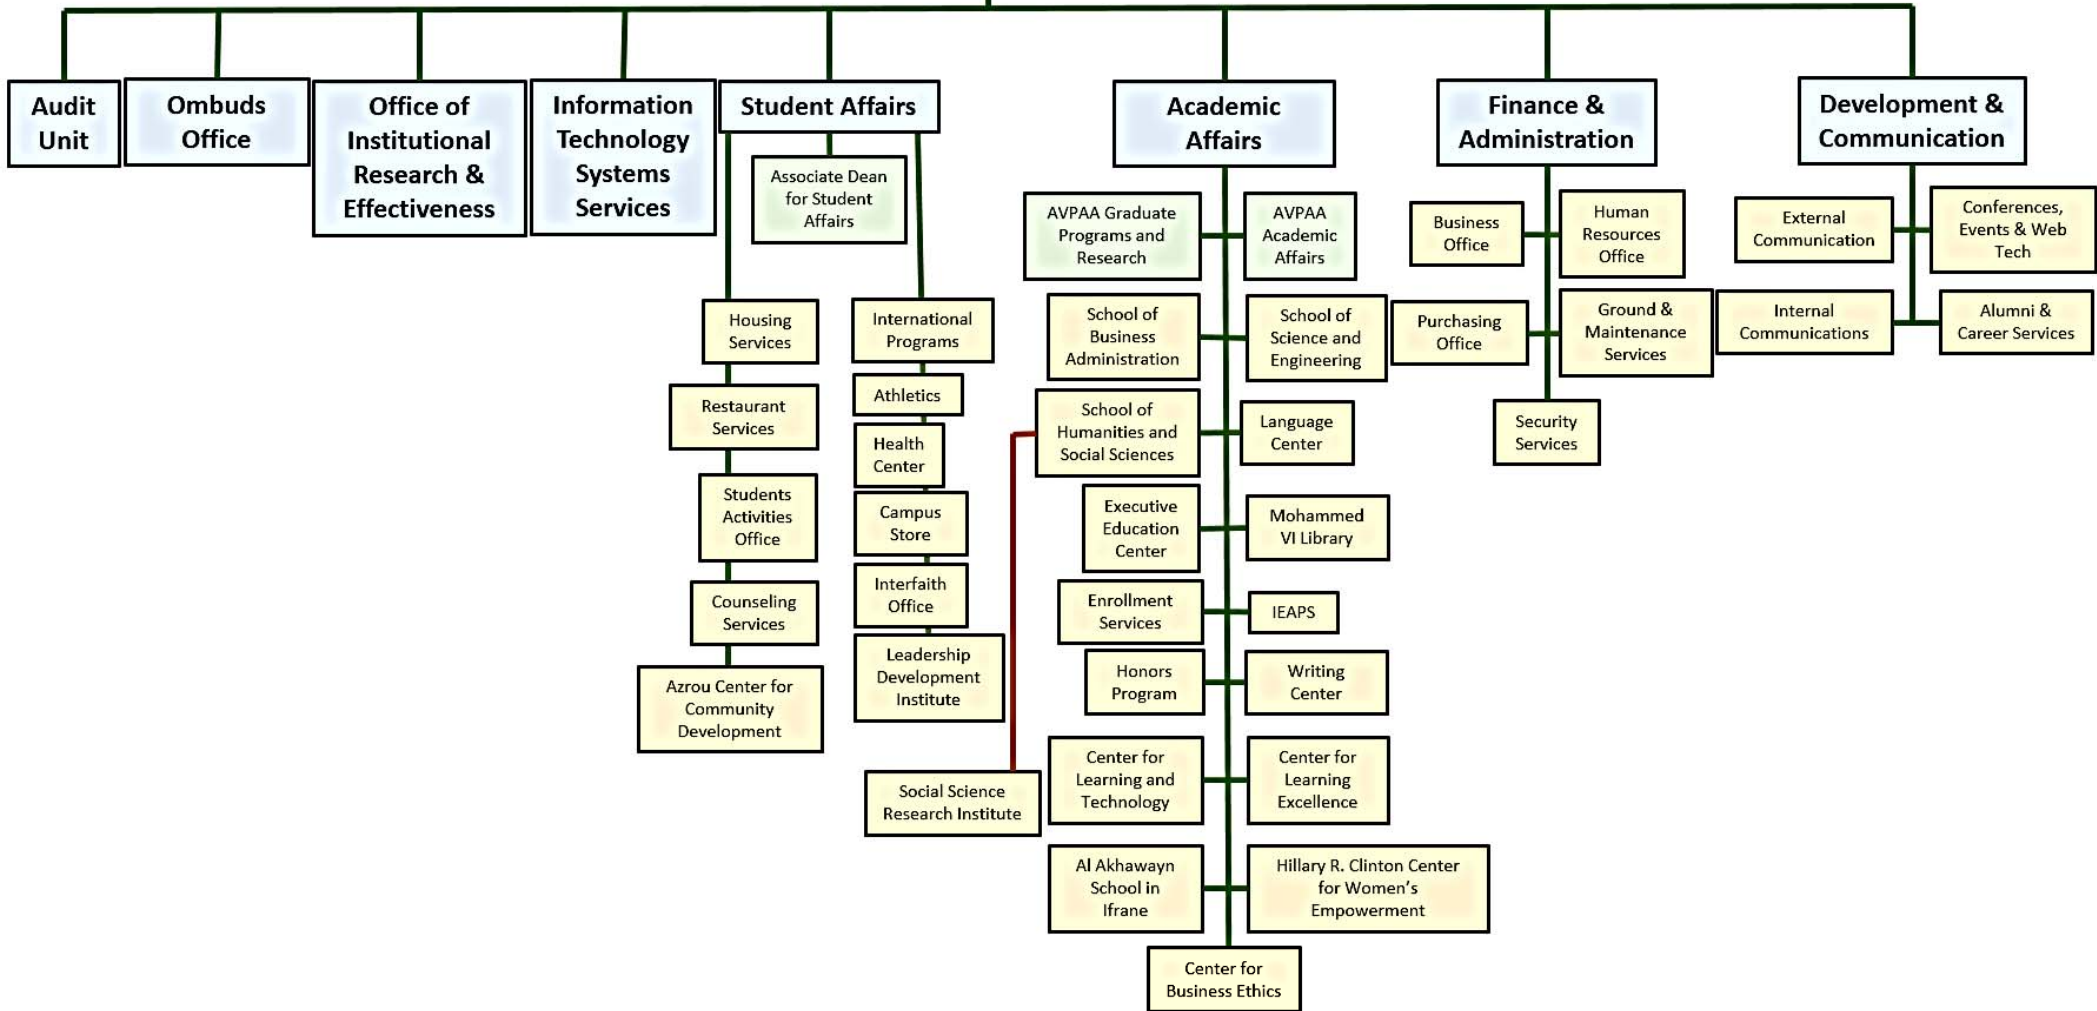 Audit
Unit
Ombuds
Office
Office of
Institutional
Research &
Effectiveness
Information
Technology
Systems
Services
Student Affairs
Associate Dean
for Student
Affairs
Housing
Services
Restaurant
Services
Students
Activities
Office
Counseling
Services
Azrou Center for
Community
Development
International
Programs
Athletics
Health
Center
Campus
Store
Interfaith
Office
Leadership
Development
Institute
Academic
Affairs
AVPAA Graduate
Programs and
Research
AVPAA
Academic
Affairs
School of
Business
Administration
School of
Science and
Engineering
School of
Humanities and
Social Sciences
Language
Center
Social Science
Research Institute
Executive
Education
Center
Mohammed
VI Library
Enrollment
Services
IEAPS
Honors
Program
Writing
Center
Center for
Learning and
Technology
Center for
Learning
Excellence
Al Akhawayn
School in
Ifrane
Hillary R. Clinton Center
for Women's
Empowerment
Center for
Business Ethics
Finance &
Administration
Business
Office
Human
Resources
Office
Purchasing
Office
Ground &
Maintenance
Services
Security
Services
Development &
Communication
External
Communication
Conferences,
Events & Web
Tech
Internal
Communications
Alumni &
Career Services